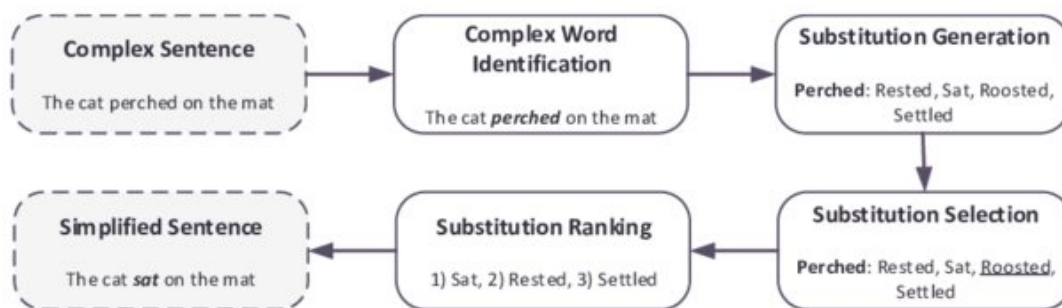 Complex Sentence
The cat perched on the mat
Complex Word
Identification
The cat perched on the mat
Substitution Generation
Perched: Rested, Sat, Roosted,
Settled
Substitution Selection
Perched: Rested, Sat, Roosted,
Settled
Substitution Ranking
1) Sat, 2) Rested, 3) Settled
Simplified Sentence
The cat sat on the mat